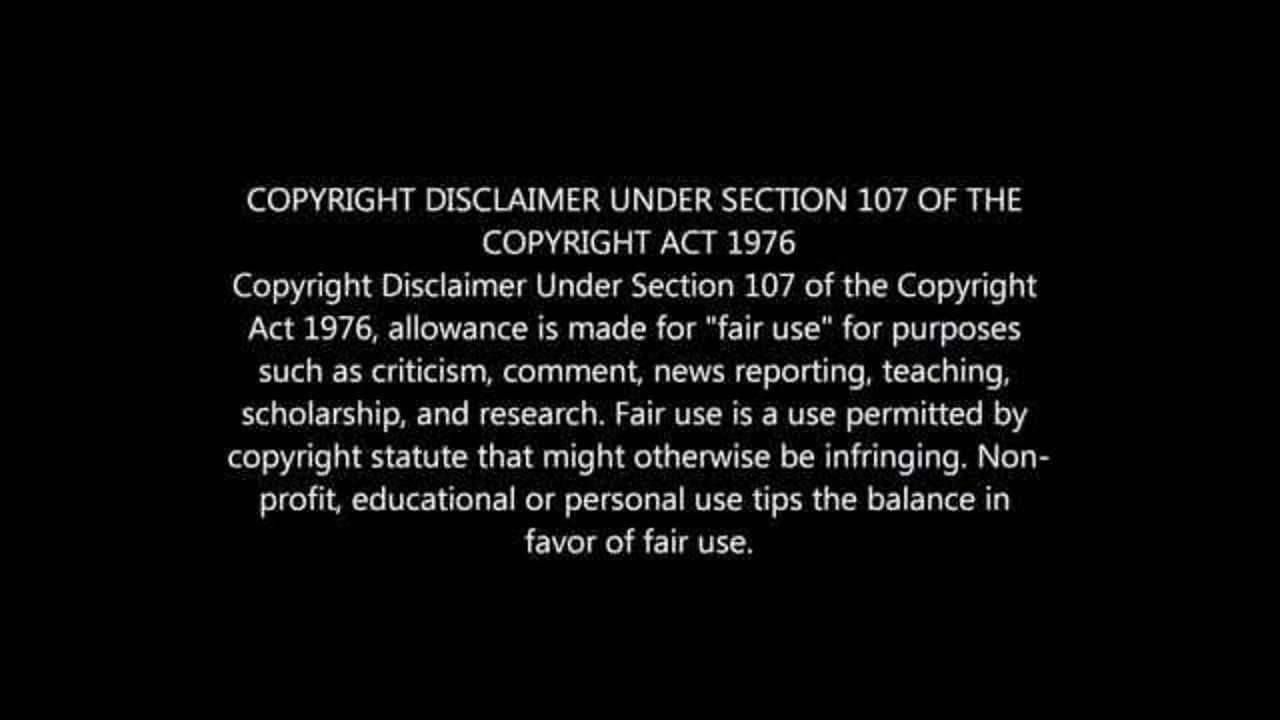 COPYRIGHT DISCLAIMER UNDER SECTION 107 OF THE
COPYRIGHT ACT 1976
Copyright Disclaimer Under Section 107 of the Copyright
Act 1976, allowance is made for "fair use" for purposes
such as criticism, comment, news reporting, teaching,
scholarship, and research. Fair use is a use permitted by
copyright statute that might otherwise be infringing. Non-
profit, educational or personal use tips the balance in
favor of fair use.